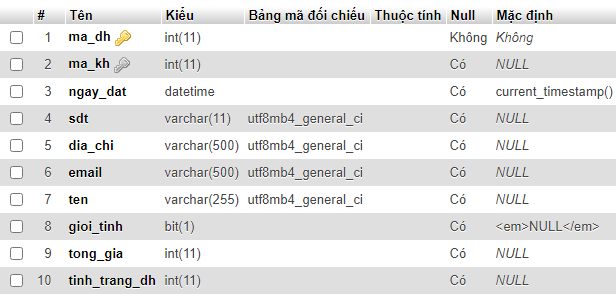 # Tên Kiểu Bảng mã đối chiếu Thuộc tính Null Mặc định
1 ma_dh int(11) Không Không
2 ma_kh int(11) Có NULL
3 ngay_dat datetime Có current_timestamp()
4 sdt varchar(11) utf8mb4_general_ci Có NULL
5 dia_chi varchar(500) utf8mb4_general_ci Có NULL
6 email varchar(500) utf8mb4_general_ci Có NULL
7 ten varchar(255) utf8mb4_general_ci Có NULL
8 gioi_tinh bit(1) Có <em>NULL</em>
9 tong_gia int(11) Có NULL
10 tinh_trang_dh int(11) Có NULL